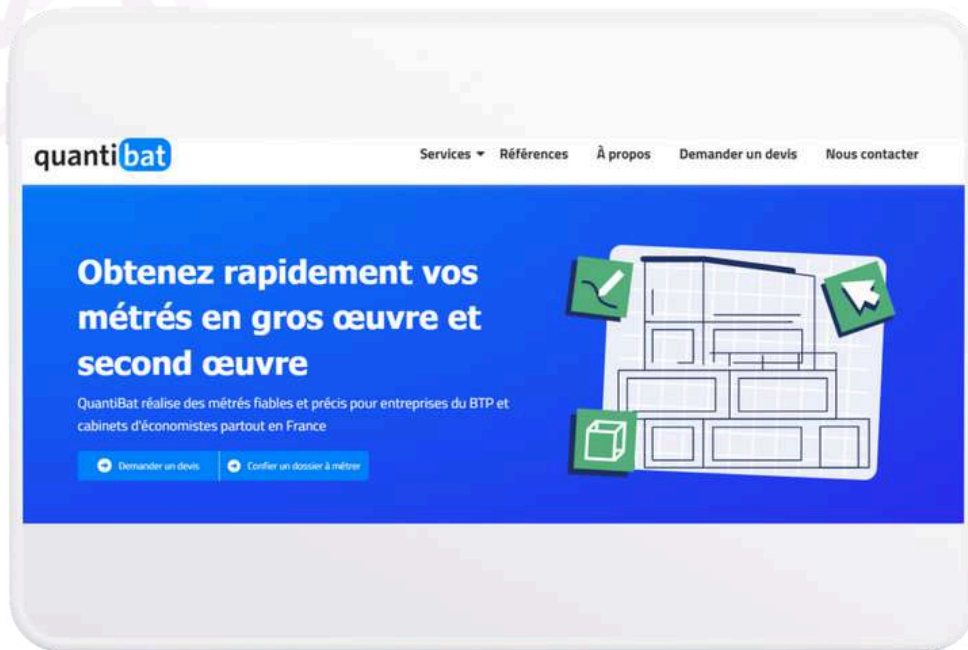 quantibat
Services Références À propos Demander un devis Nous contacter
Obtenez rapidement vos
métrés en gros œuvre et
second œuvre
QuantiBat réalise des métrés fiables et précis pour entreprises du BTP et
cabinets d'économistes partout en France
Demander un devis Confier un dossier à métrer